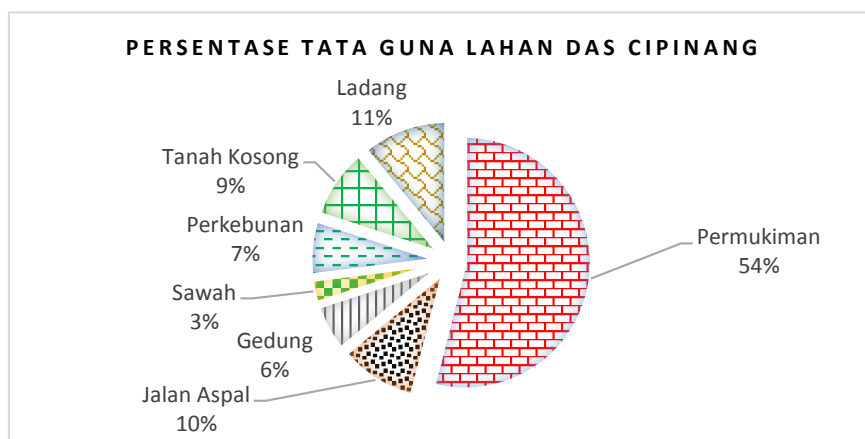 PERSENTASE TATA GUNA LAHAN DAS CIPINANG
Ladang
11%
Tanah Kosong
9%
Perkebunan
7%
Sawah
3%
Gedung
6%
Jalan Aspal
10%
Permukiman
54%